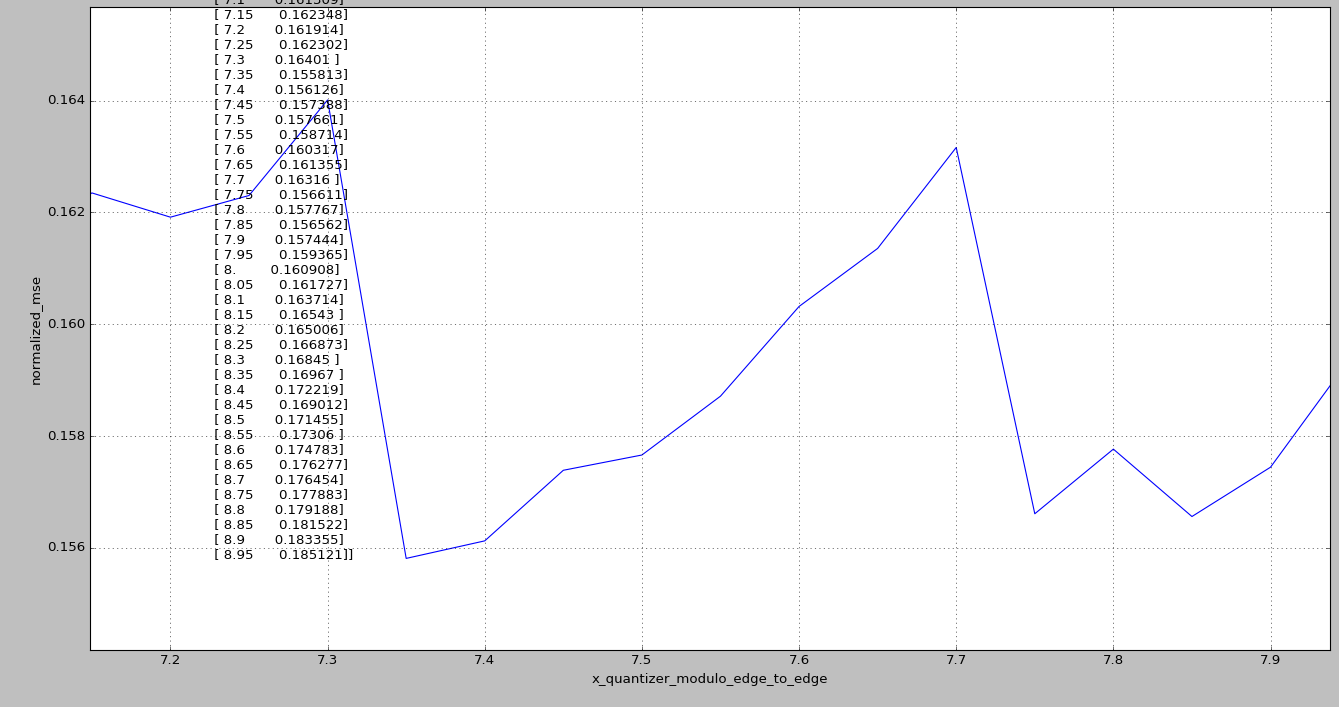 [ 7.1 0.161509]
[ 7.15 0.162348]
[ 7.2 0.161914]
[ 7.25 0.162302]
[ 7.3 0.16401 ]
[ 7.35 0.155813]
[ 7.4 0.156126]
[ 7.45 0.157388]
[ 7.5 0.157661]
[ 7.55 0.158714]
[ 7.6 0.160317]
[ 7.65 0.161355]
[ 7.7 0.16316 ]
[ 7.75 0.156611]
[ 7.8 0.157767]
[ 7.85 0.156562]
[ 7.9 0.157444]
[ 7.95 0.159365]
[ 8. 0.160908]
[ 8.05 0.161727]
[ 8.1 0.163714]
[ 8.15 0.16543 ]
[ 8.2 0.165006]
[ 8.25 0.166873]
[ 8.3 0.16845 ]
[ 8.35 0.16967 ]
[ 8.4 0.172219]
[ 8.45 0.169012]
[ 8.5 0.171455]
[ 8.55 0.17306 ]
[ 8.6 0.174783]
[ 8.65 0.176277]
[ 8.7 0.176454]
[ 8.75 0.177883]
[ 8.8 0.179188]
[ 8.85 0.181522]
[ 8.9 0.183355]
[ 8.95 0.185121]]
0.164
0.162
0.160
0.158
0.156
normalized_mse
7.2 7.3 7.4 7.5 7.6 7.7 7.8 7.9
x_quantizer_modulo_edge_to_edge